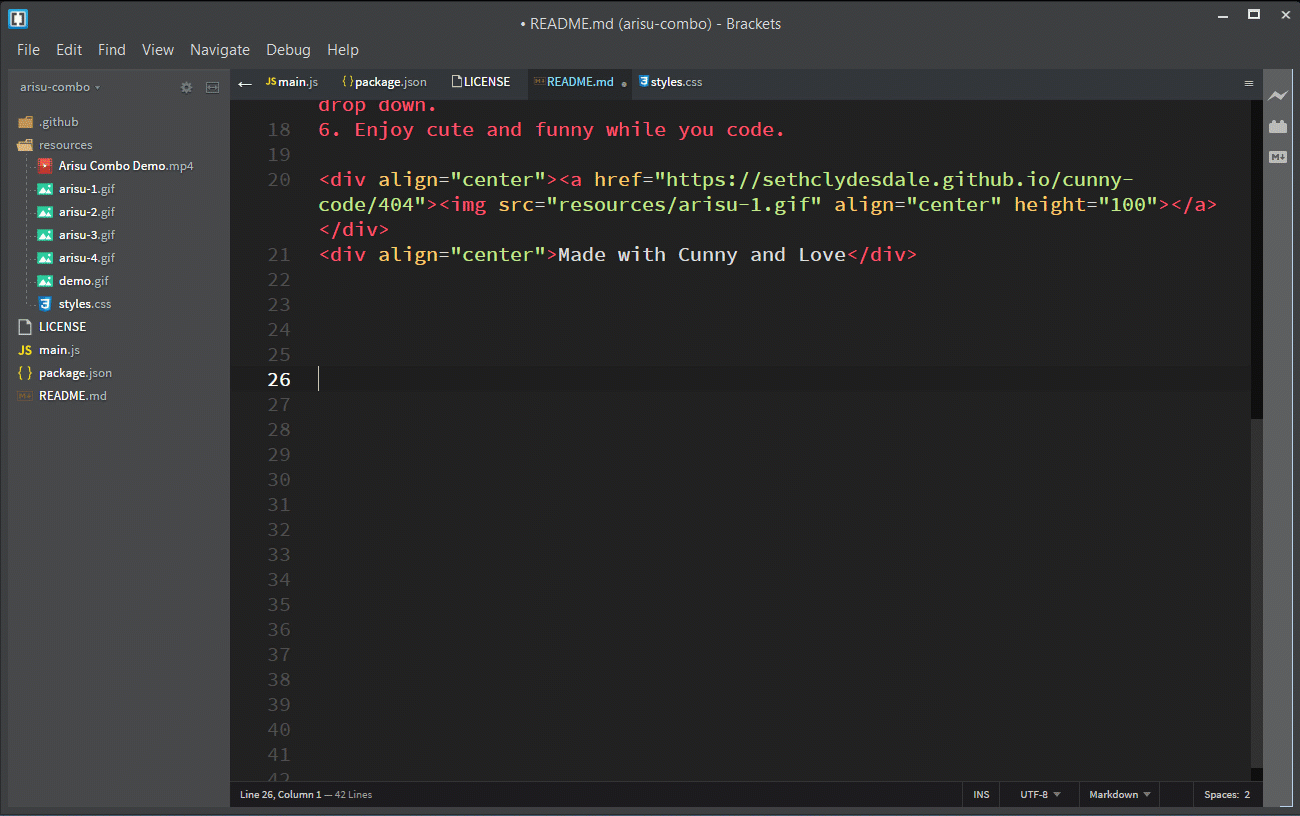 • README.md (arisu-combo) - Brackets
File Edit Find View Navigate Debug Help
arisu-combo
.github
resources
Arisu Combo Demo.mp4
arisu-1.gif
arisu-2.gif
arisu-3.gif
arisu-4.gif
demo.gif
styles.css
LICENSE
JS main.js
{ } package.json
M↓ README.md
← JS main.js {} package.json LICENSE M↓ README.md • styles.css
drop down.
18 6. Enjoy cute and funny while you code.
19
20 <div align="center"><a href="https://sethclydesdale.github.io/cunny-
code/404"><img src="resources/arisu-1.gif" align="center" height="100"></a>
</div>
21 <div align="center">Made with Cunny and Love</div>
22
23
24
25
26
27
28
29
30
31
32
33
34
35
36
37
38
39
40
41
42
M↓
Line 26, Column 1 — 42 Lines
INS UTF-8 Markdown Spaces: 2